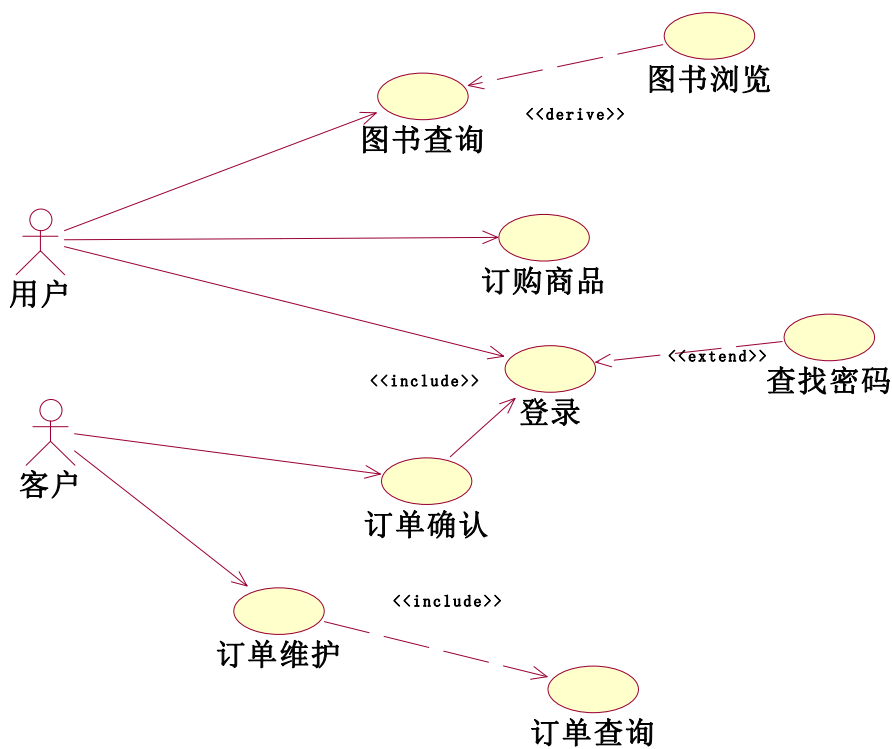 图书浏览
<<derive>>
图书查询
订购商品
用户
<<extend>>
查找密码
<<include>>
登录
客户
订单确认
<<include>>
订单维护
订单查询